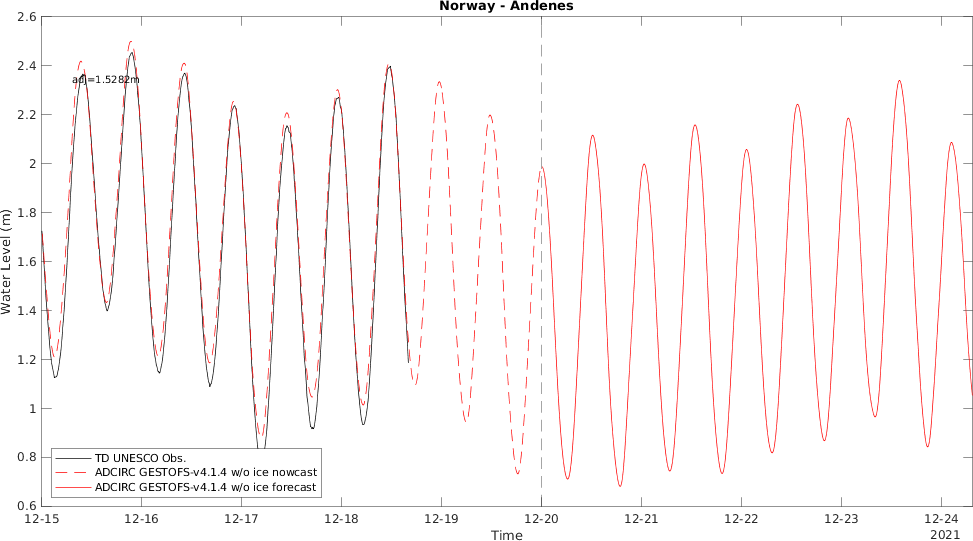 Norway - Andenes
2.6
2.4
2.2
2
1.8
1.6
1.4
1.2
1
0.8
0.6
Water Level (m)
adj=1.5282m
TD UNESCO Obs.
ADCIRC GESTOFS-v4.1.4 w/o ice nowcast
ADCIRC GESTOFS-v4.1.4 w/o ice forecast
12-15 12-16 12-17 12-18 12-19 12-20 12-21 12-22 12-23 12-24
Time
2021